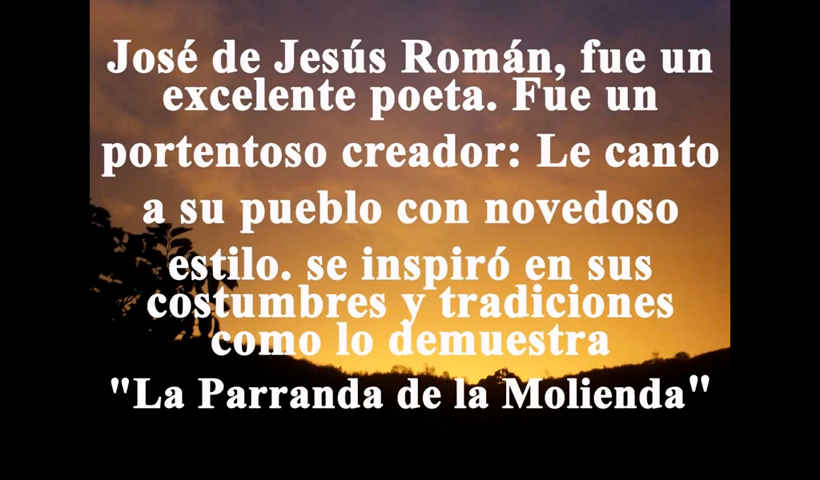 José de Jesús Román, fue un
excelente poeta. Fue un
portentoso creador: Le canto
a su pueblo con novedoso
estilo. se inspiró en sus
costumbres y tradiciones
como lo demuestra
"La Parranda de la Molienda"